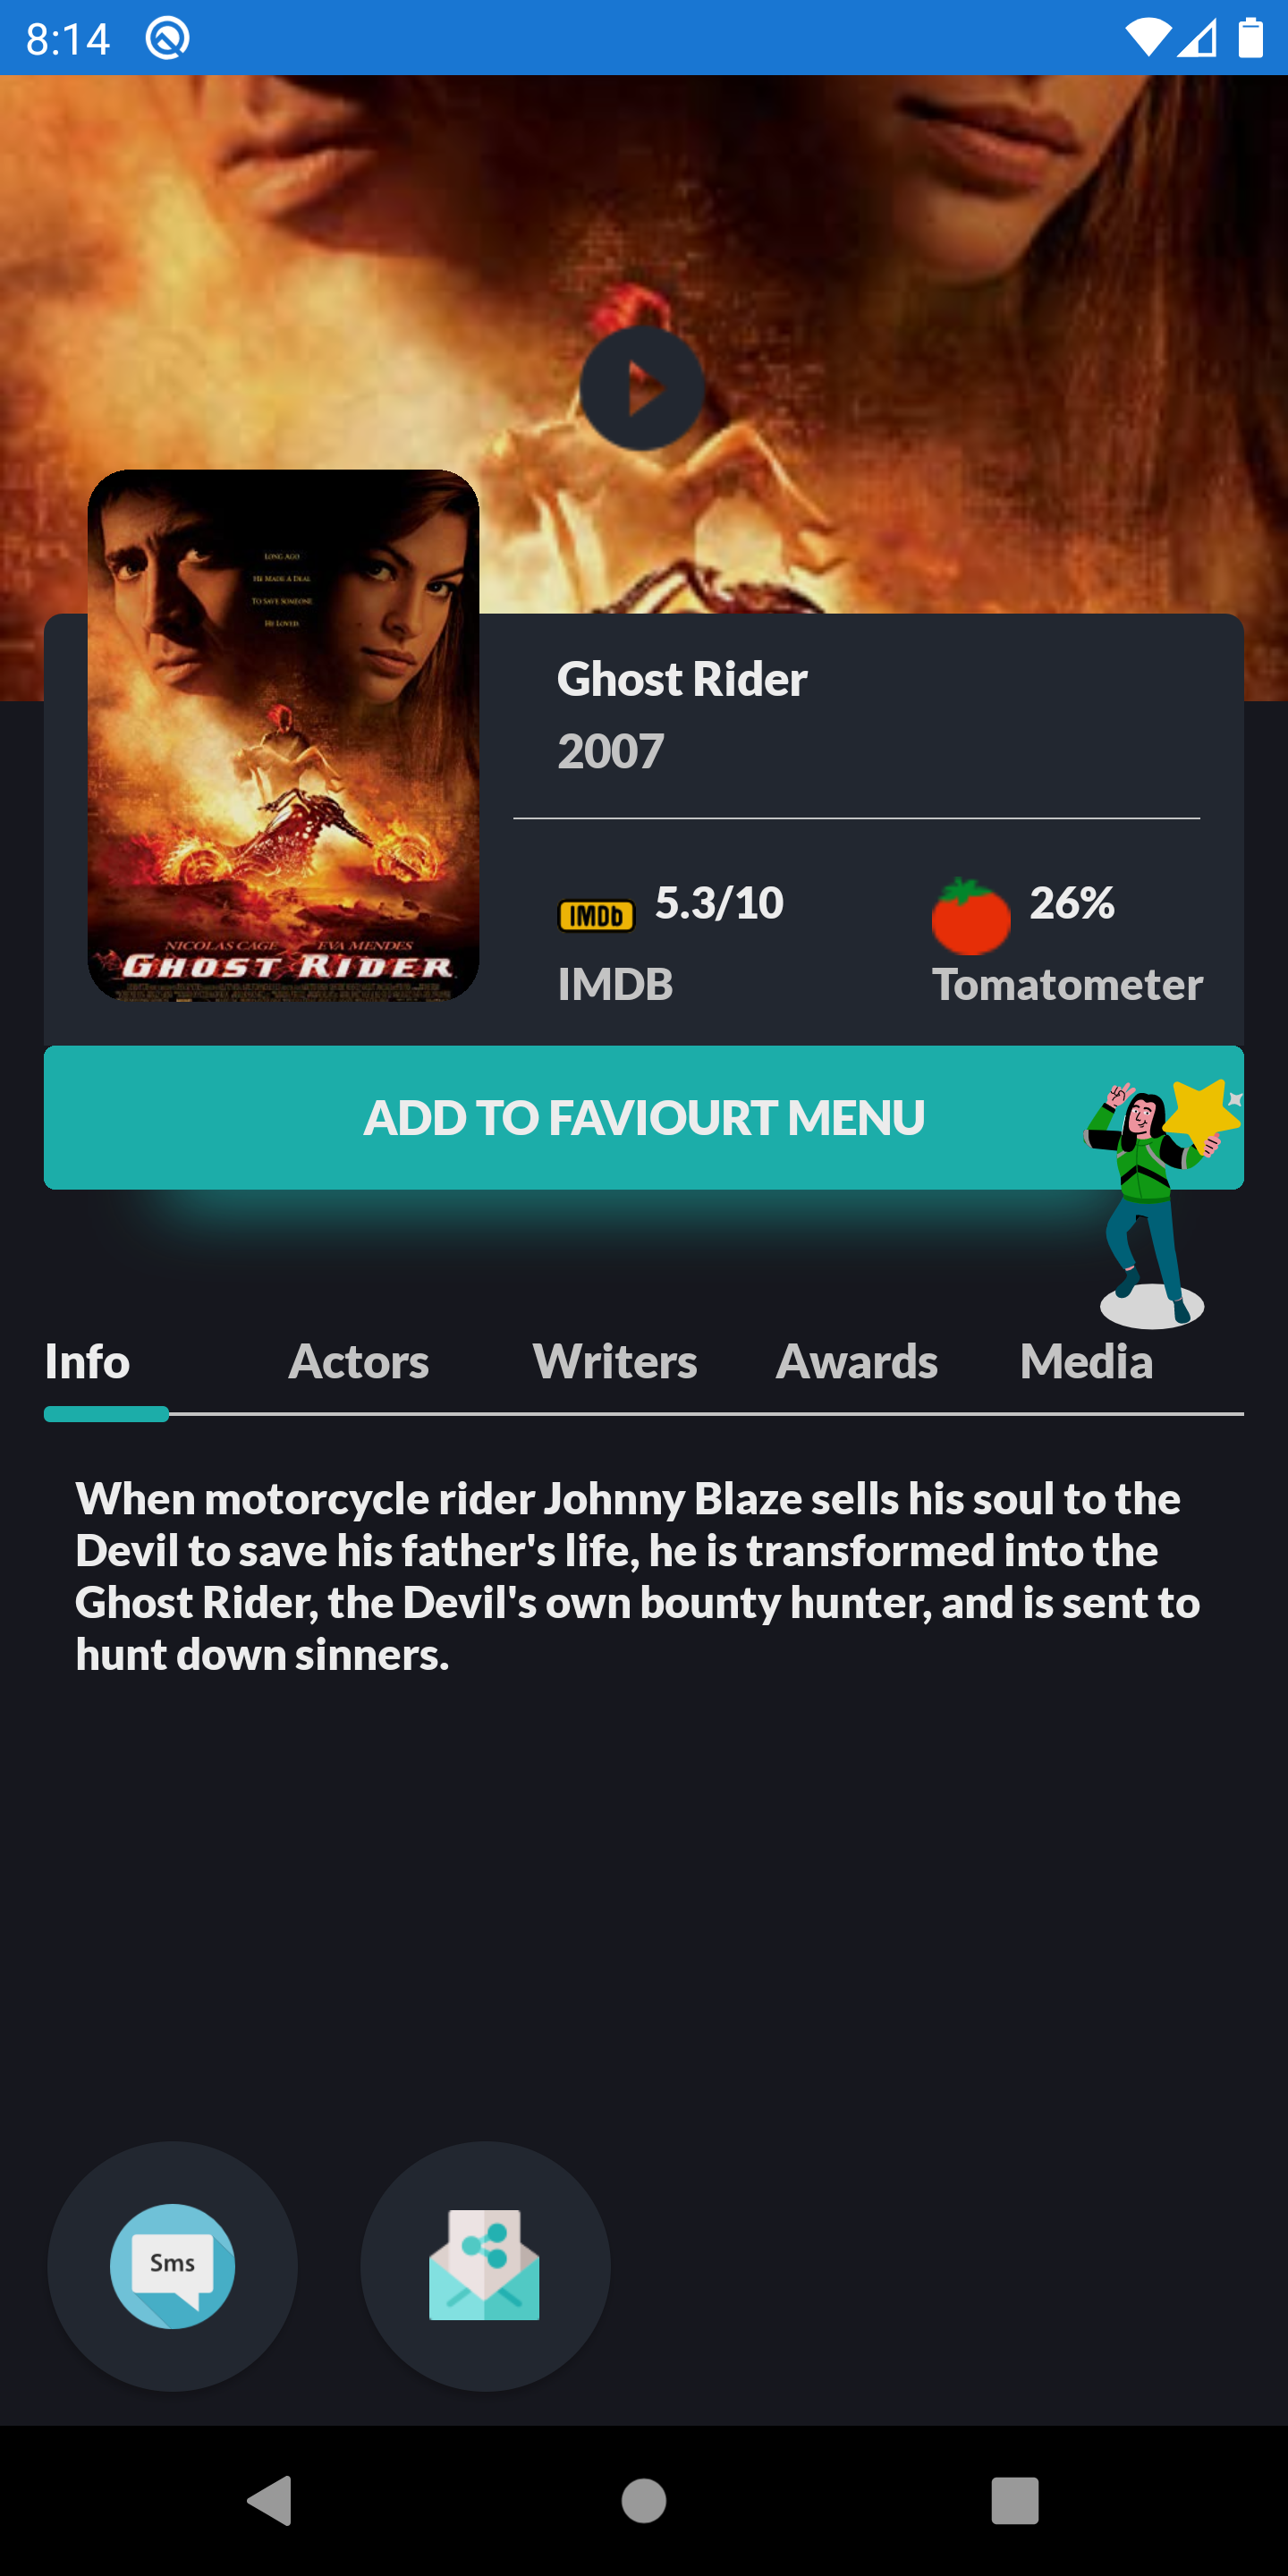 8:14
LONG AGO
HE MADE A DEAL
TO SAVE SOMEONE
HE LOVED
NICOLAS CAGE EVA MENDES
GHOST RIDER
Ghost Rider
2007
IMDb 5.3/10
26%
IMDB
Tomatometer
ADD TO FAVIOURT MENU
Info Actors Writers Awards Media
When motorcycle rider Johnny Blaze sells his soul to the
Devil to save his father's life, he is transformed into the
Ghost Rider, the Devil's own bounty hunter, and is sent to
hunt down sinners.
Sms